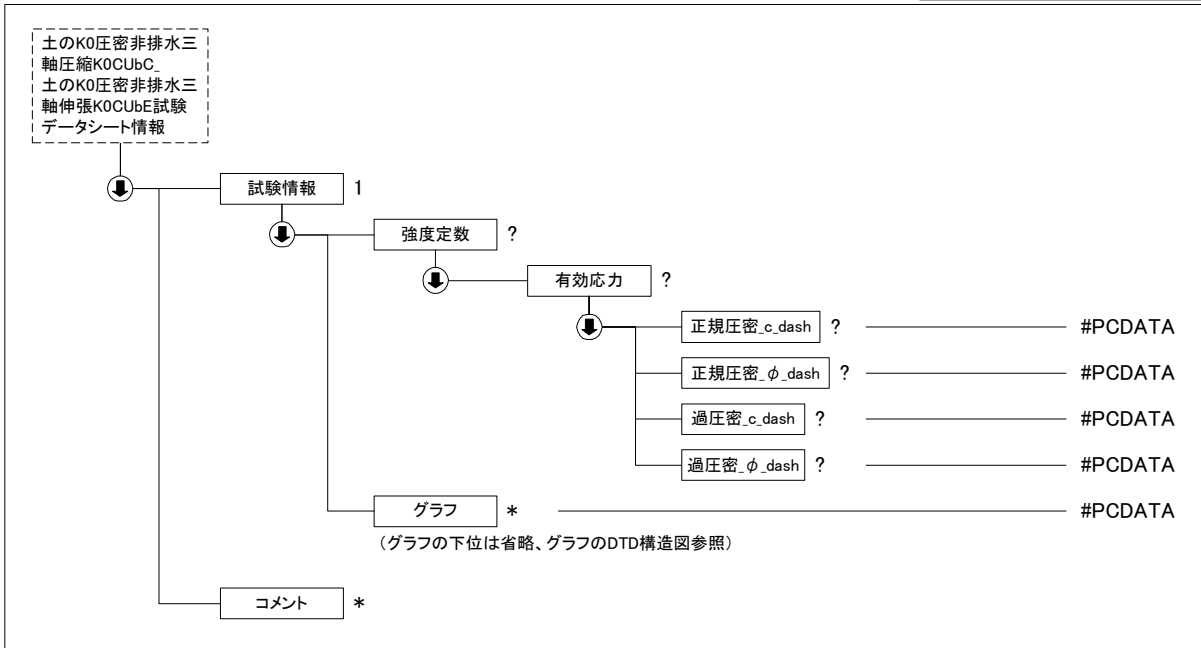 土のK0圧密非排水三
軸圧縮K0CUbC_
土のK0圧密非排水三
軸伸張K0CUbE試験
データシート情報
試験情報 1
強度定数 ?
有効応力 ?
正規圧密_c_dash ? #PCDATA
正規圧密_φ_dash ? #PCDATA
過圧密_c_dash ? #PCDATA
過圧密_φ_dash ? #PCDATA
グラフ * #PCDATA
（グラフの下位は省略、グラフのDTD構造図参照）
コメント *